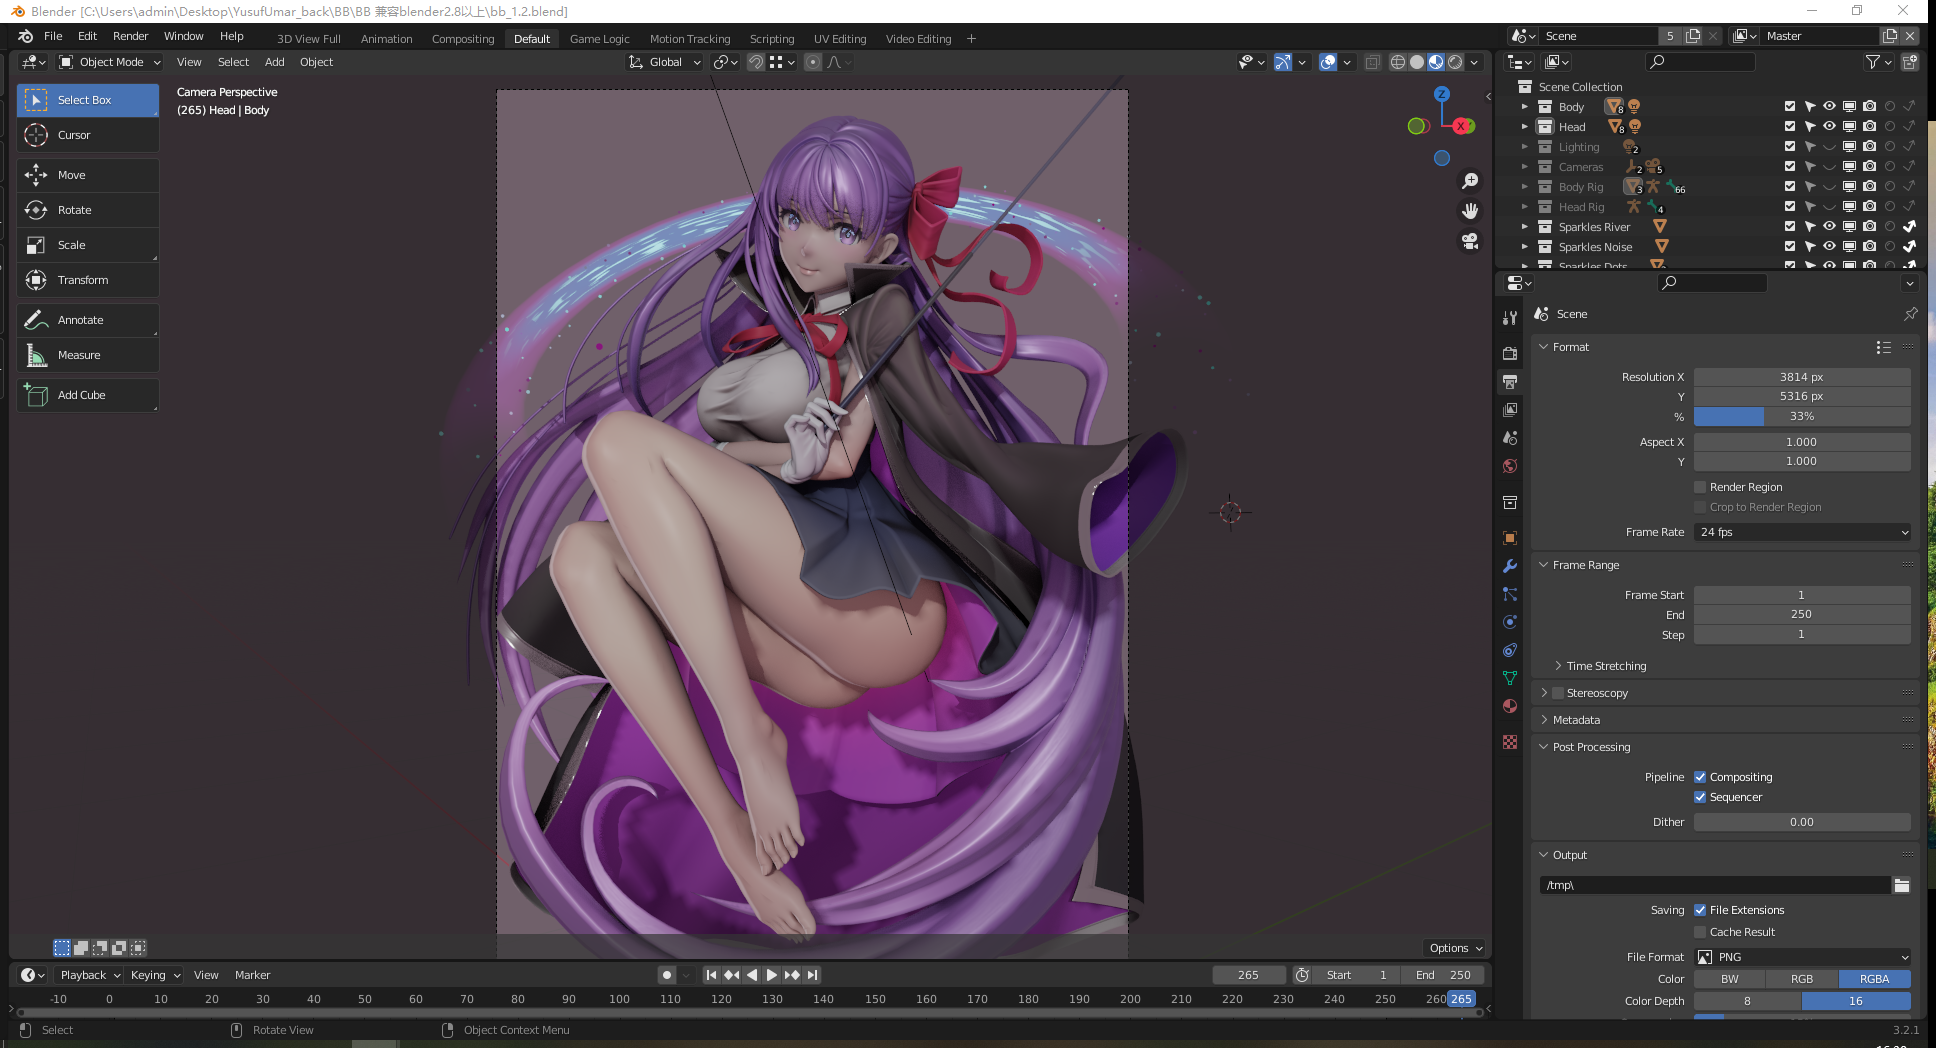 Blender [C:\Users\admin\Desktop\YusufUmar_back\BB\BB 兼容blender2.8以上\bb_1.2.blend]
File Edit Render Window Help 3D View Full Animation Compositing Default Game Logic Motion Tracking Scripting UV Editing Video Editing +
Scene 5 Master
Object Mode View Select Add Object Global
Select Box
Cursor
Move
Rotate
Scale
Transform
Annotate
Measure
Add Cube
Camera Perspective
(265) Head | Body
Z
X
Scene Collection
Body 8
Head 8
Lighting 2
Cameras 2 5
Body Rig 3 66
Head Rig 4
Sparkles River
Sparkles Noise
Sparkles Dots
Scene
Format
Resolution X 3814 px
Y 5316 px
% 33%
Aspect X 1.000
Y 1.000
Render Region
Crop to Render Region
Frame Rate 24 fps
Frame Range
Frame Start 1
End 250
Step 1
Time Stretching
Stereoscopy
Metadata
Post Processing
Pipeline Compositing
Sequencer
Dither 0.00
Output
/tmp\
Saving File Extensions
Cache Result
File Format PNG
Color BW RGB RGBA
Color Depth 8 16
Options
Playback Keying View Marker 265 Start 1 End 250
-10 0 10 20 30 40 50 60 70 80 90 100 110 120 130 140 150 160 170 180 190 200 210 220 230 240 250 260 265
Select Rotate View Object Context Menu 3.2.1